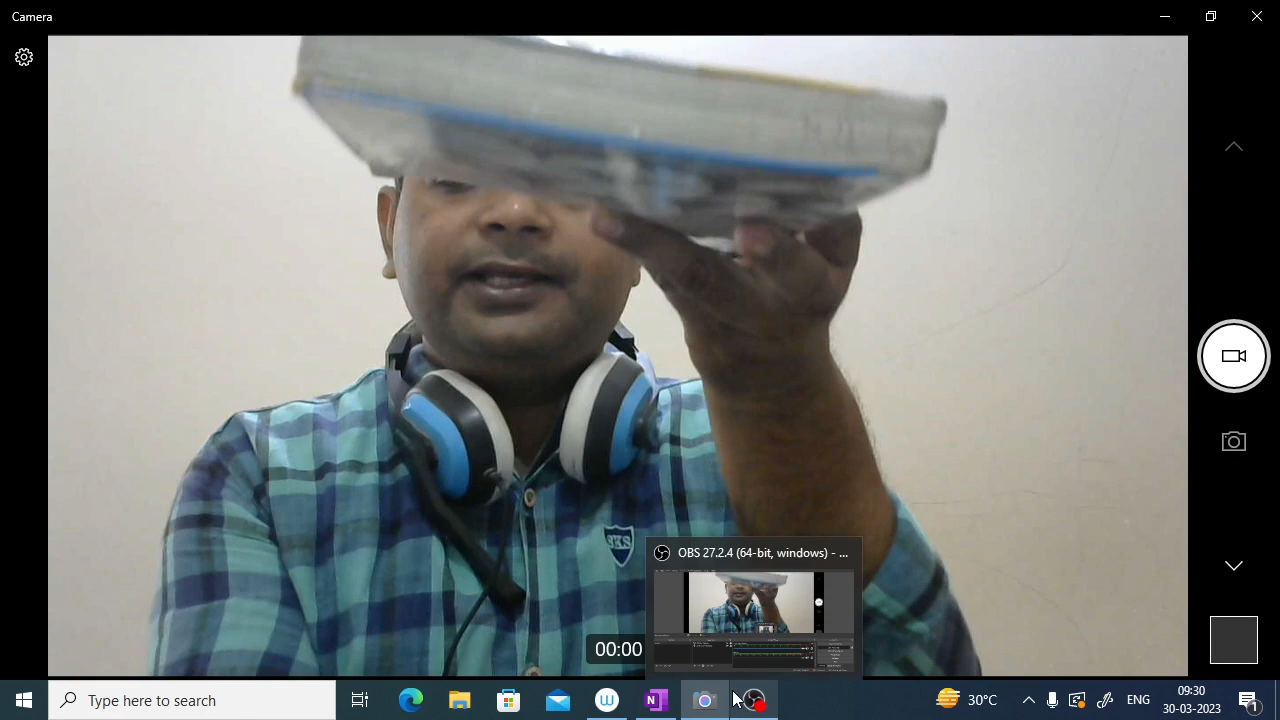 Camera
SKS
OBS 27.2.4 (64-bit, windows) - ...
00:00
Type here to search
30°C
ENG
09:30
30-03-2023
1